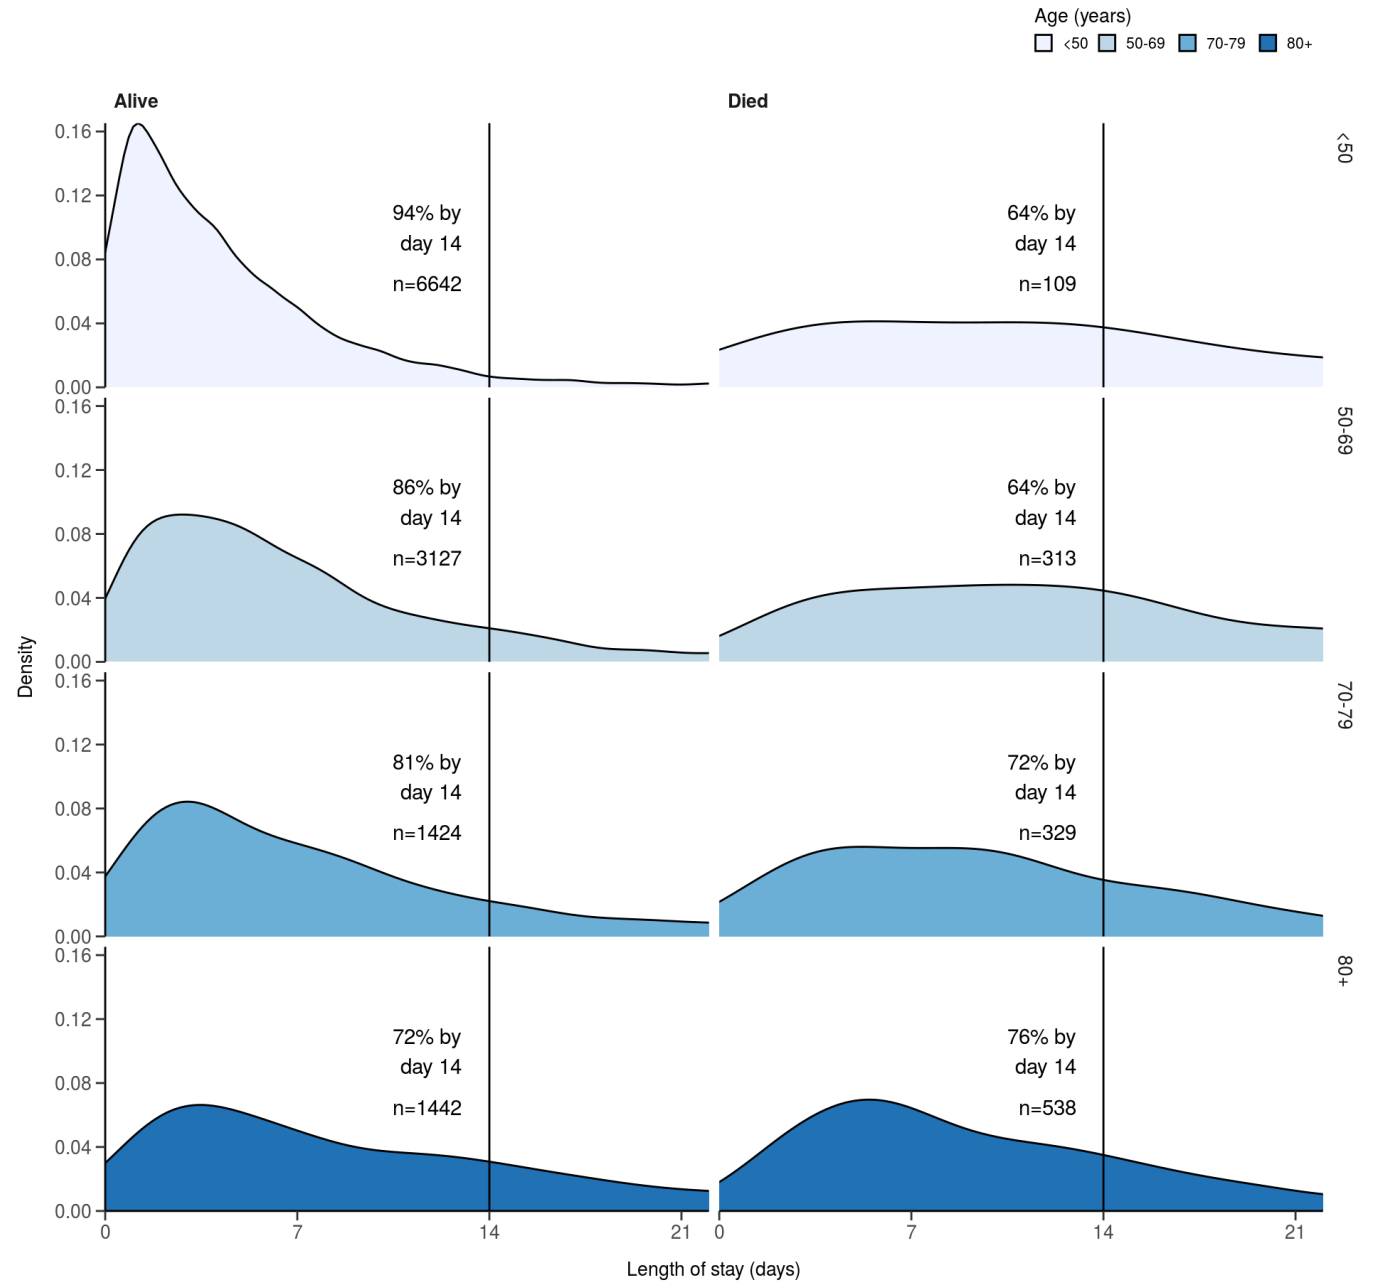 Age (years)
<50 50-69 70-79 80+
Alive Died
<50
0.16
0.12
0.08
0.04
0.00
94% by
day 14
n=6642
64% by
day 14
n=109
50-69
0.16
0.12
0.08
0.04
0.00
86% by
day 14
n=3127
64% by
day 14
n=313
Density
70-79
0.16
0.12
0.08
0.04
0.00
81% by
day 14
n=1424
72% by
day 14
n=329
80+
0.16
0.12
0.08
0.04
0.00
72% by
day 14
n=1442
76% by
day 14
n=538
0 7 14 21 0 7 14 21
Length of stay (days)